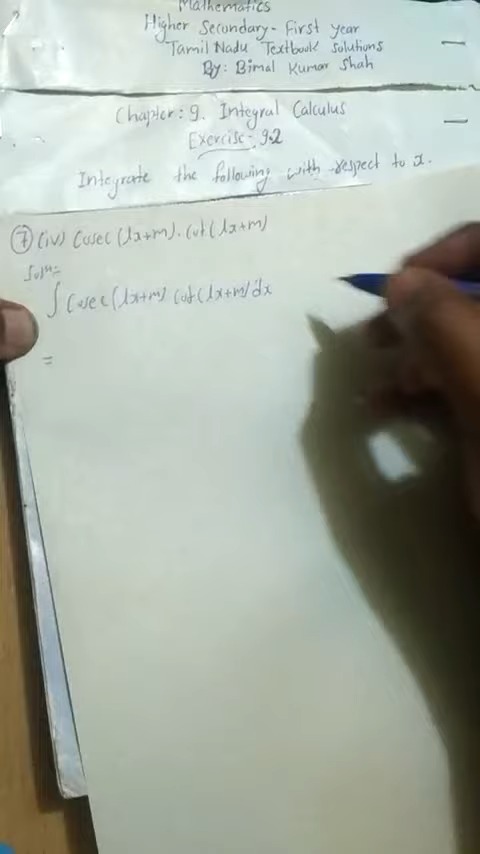 Mathematics
Higher Secondary - First year
Tamil Nadu Textbook Solutions
By: Bimal Kumar Shah
Chapter: 9. Integral Calculus
Exercise - 9.2
Integrate the following with respect to x.
⑦ (iv) Cosec (lx+m). Cot (lx+m)
Solⁿ=
∫ Cosec (lx+m) Cot (lx+m) dx
=